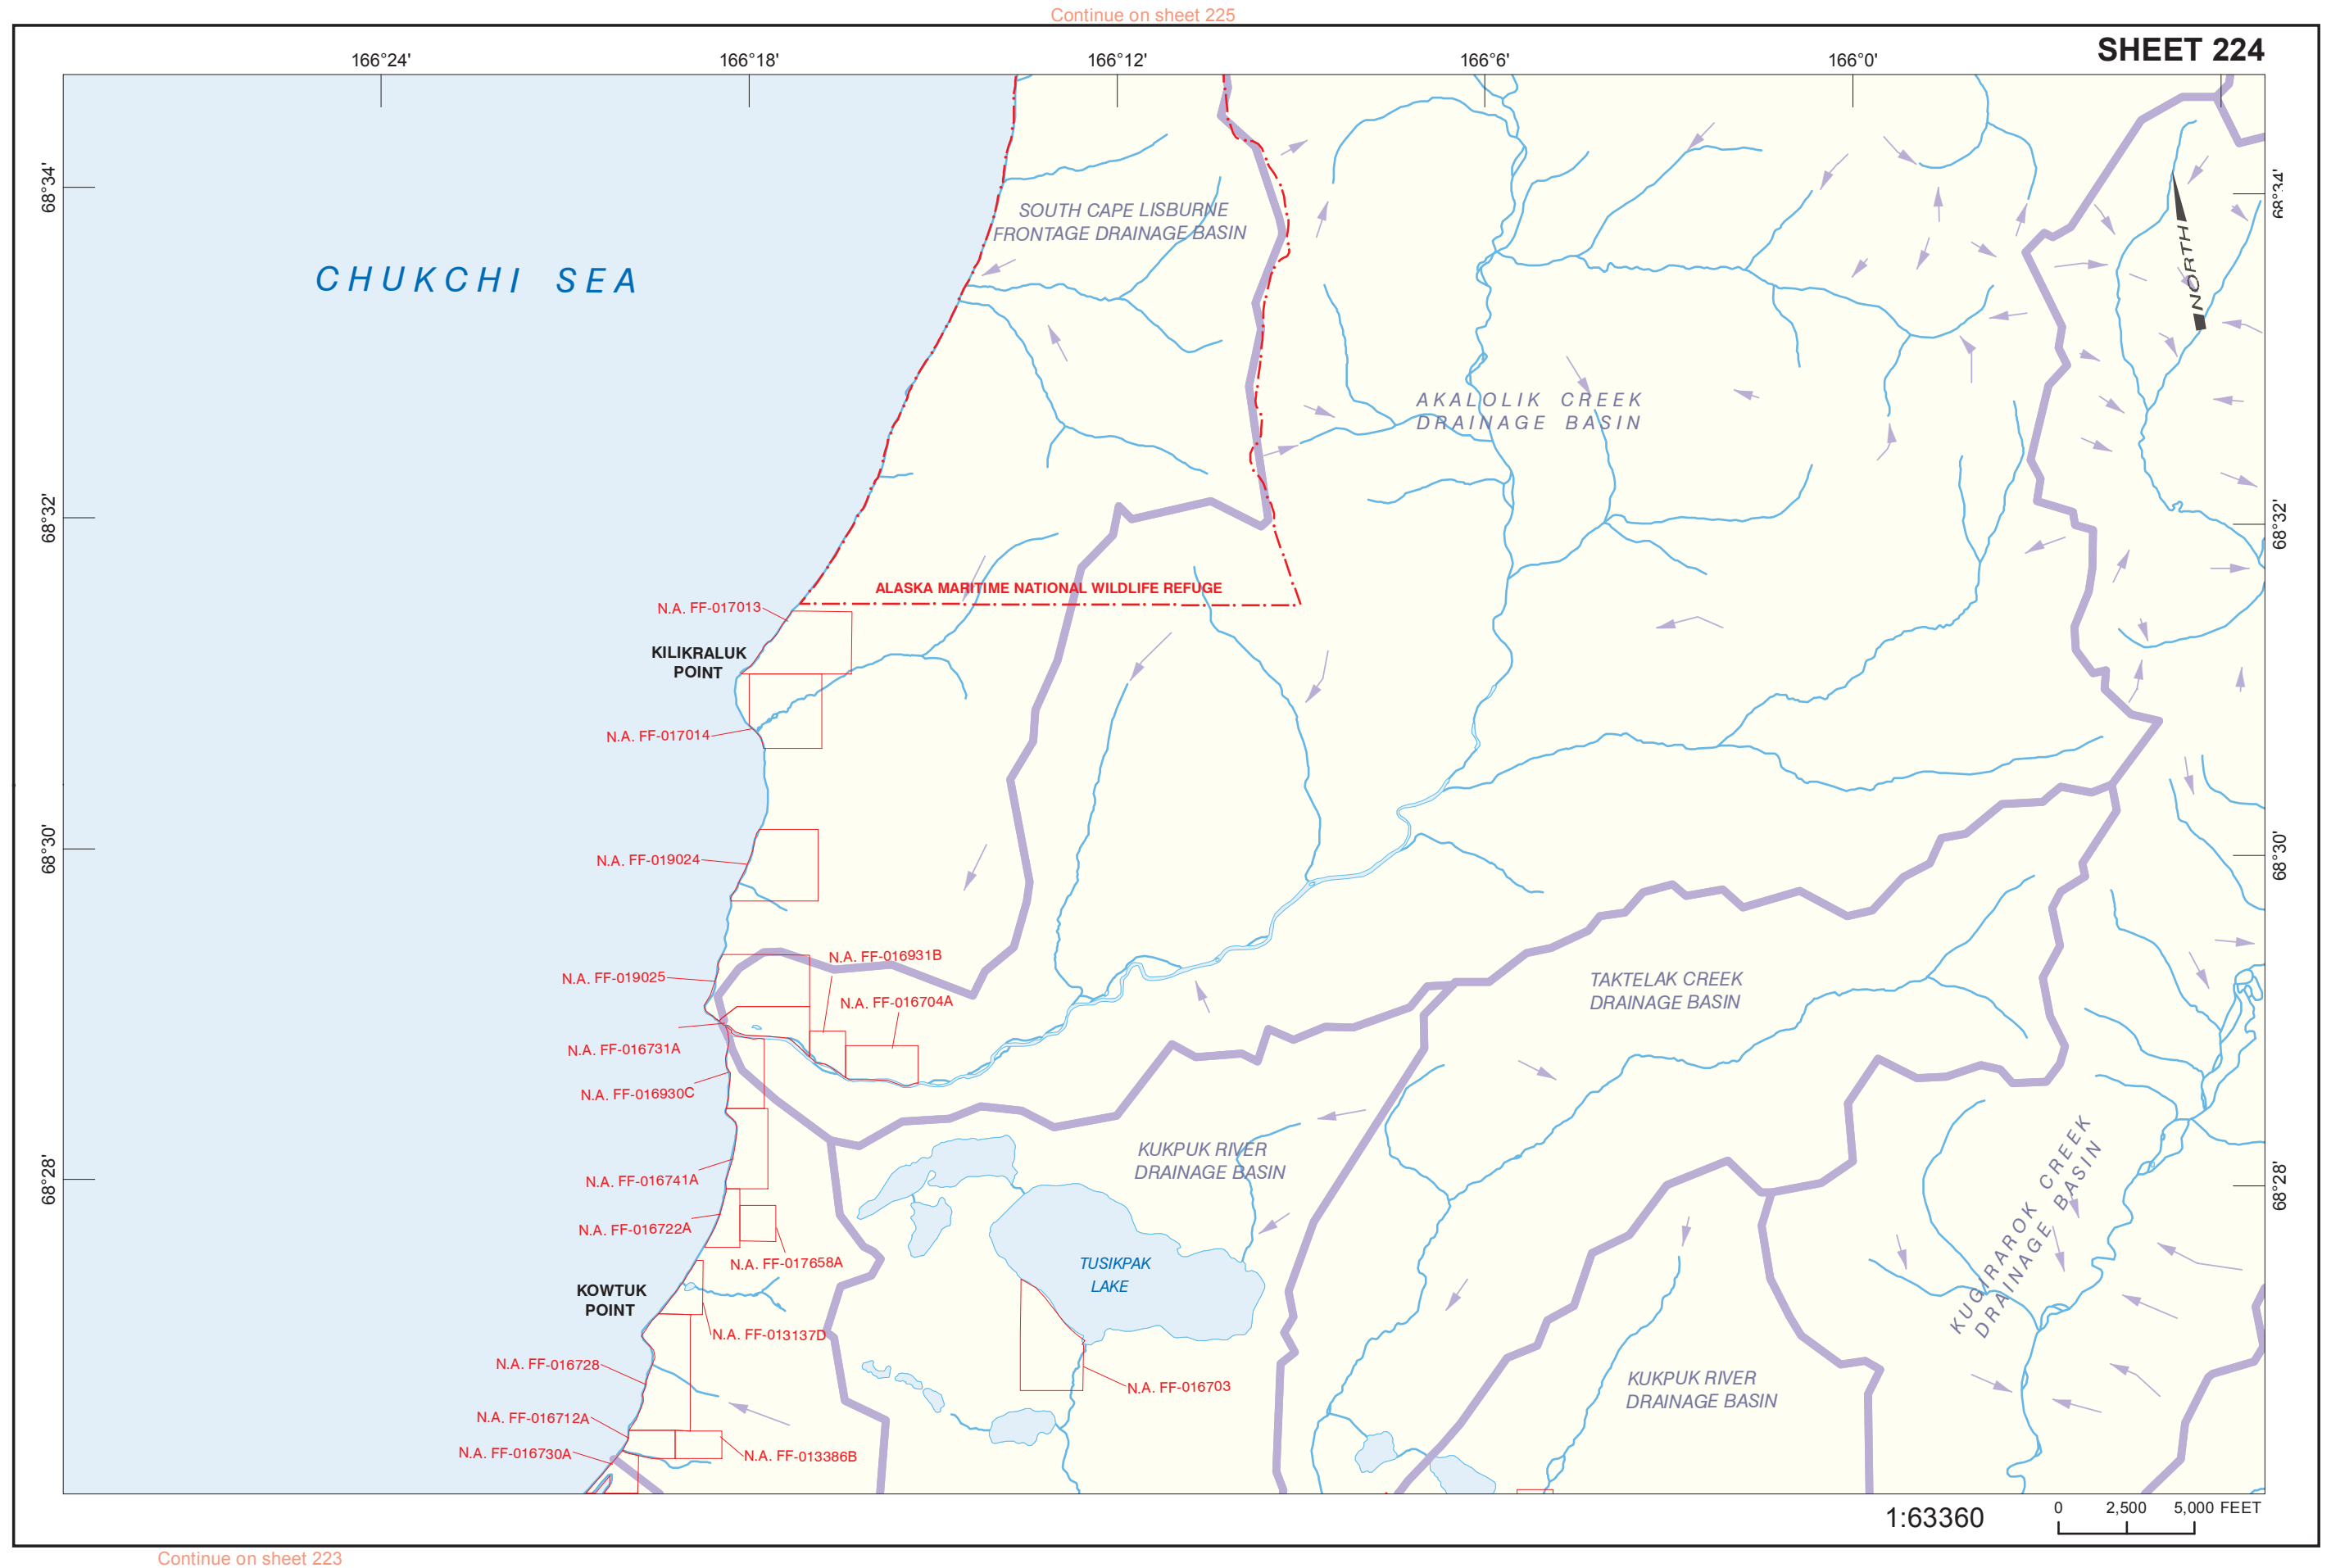 Continue on sheet 225
SHEET 224
166°24'
166°18'
166°12'
166°6'
166°0'
68°34'
68°34'
NORTH
SOUTH CAPE LISBURNE
FRONTAGE DRAINAGE BASIN
CHUKCHI SEA
AKALOLIK CREEK
DRAINAGE BASIN
68°32'
68°32'
ALASKA MARITIME NATIONAL WILDLIFE REFUGE
N.A. FF-017013
KILIKRALUK
POINT
N.A. FF-017014
68°30'
68°30'
N.A. FF-019024
N.A. FF-016931B
N.A. FF-019025
N.A. FF-016704A
TAKTELAK CREEK
DRAINAGE BASIN
N.A. FF-016731A
N.A. FF-016930C
KUKPUK RIVER
DRAINAGE BASIN
68°28'
68°28'
N.A. FF-016741A
N.A. FF-016722A
N.A. FF-017658A
TUSIKPAK
LAKE
KUGIRAROK CREEK
DRAINAGE BASIN
KOWTUK
POINT
N.A. FF-013137D
N.A. FF-016728
N.A. FF-016703
KUKPUK RIVER
DRAINAGE BASIN
N.A. FF-016712A
N.A. FF-016730A
N.A. FF-013386B
1:63360
0 2,500 5,000 FEET
Continue on sheet 223